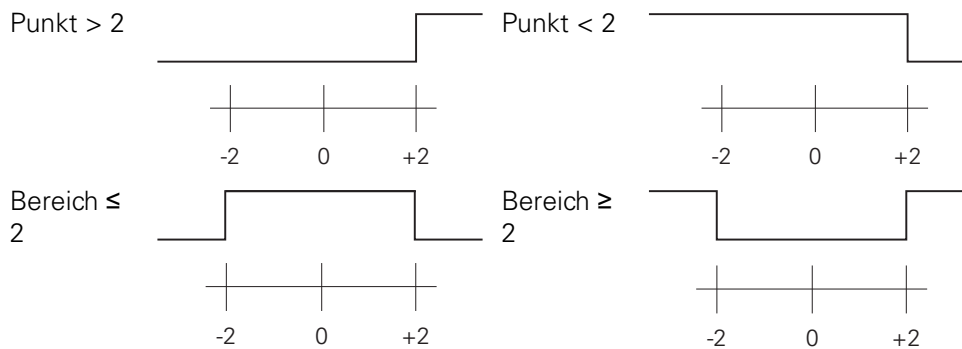 Punkt > 2
Punkt < 2
-2 0 +2
-2 0 +2
Bereich ≤
2
Bereich ≥
2
-2 0 +2
-2 0 +2